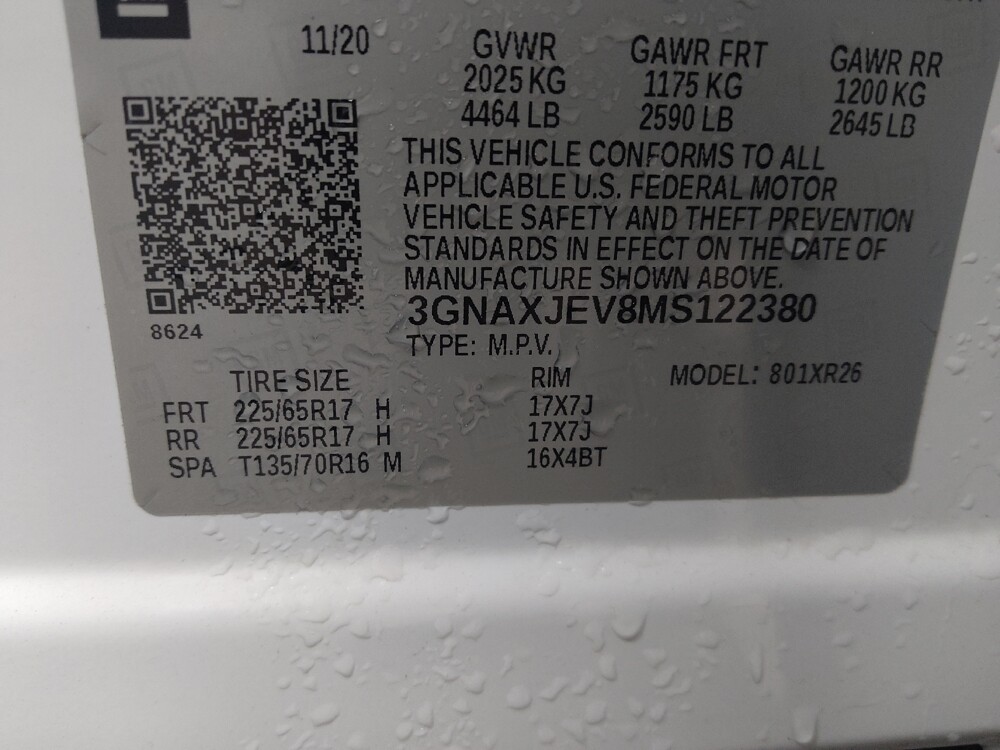 11/20 GVWR GAWR FRT GAWR RR
2025 KG 1175 KG 1200 KG
4464 LB 2590 LB 2645 LB
THIS VEHICLE CONFORMS TO ALL
APPLICABLE U.S. FEDERAL MOTOR
VEHICLE SAFETY AND THEFT PREVENTION
STANDARDS IN EFFECT ON THE DATE OF
MANUFACTURE SHOWN ABOVE.
3GNAXJEV8MS122380
8624
TYPE: M.P.V.
TIRE SIZE RIM MODEL: 801XR26
FRT 225/65R17 H 17X7J
RR 225/65R17 H 17X7J
SPA T135/70R16 M 16X4BT